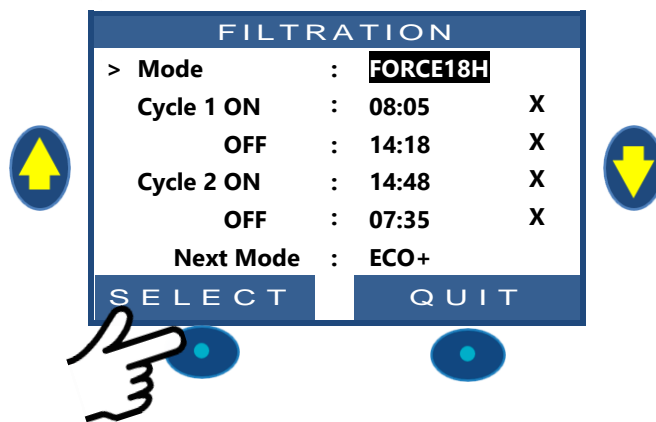 FILTRATION
> Mode : FORCE18H
Cycle 1 ON : 08:05 X
OFF : 14:18 X
Cycle 2 ON : 14:48 X
OFF : 07:35 X
Next Mode : ECO+
SELECT QUIT